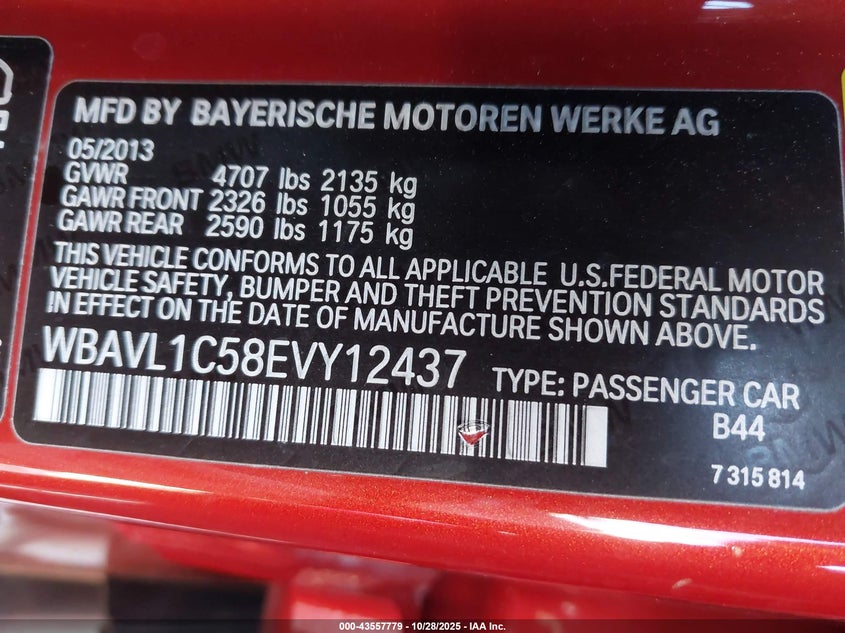 MFD BY BAYERISCHE MOTOREN WERKE AG
05/2013
GVWR 4707 lbs 2135 kg
GAWR FRONT 2326 lbs 1055 kg
GAWR REAR 2590 lbs 1175 kg
THIS VEHICLE CONFORMS TO ALL APPLICABLE U.S.FEDERAL MOTOR
VEHICLE SAFETY, BUMPER AND THEFT PREVENTION STANDARDS
IN EFFECT ON THE DATE OF MANUFACTURE SHOWN ABOVE.
WBAVL1C58EVY12437 TYPE: PASSENGER CAR
B44
7 315 814
000-43557779 | 10/28/2025 | IAA Inc.